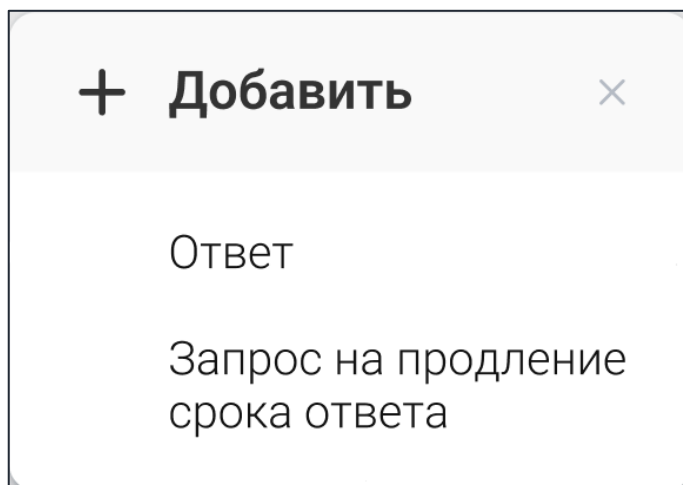 Добавить
Ответ
Запрос на продление
срока ответа